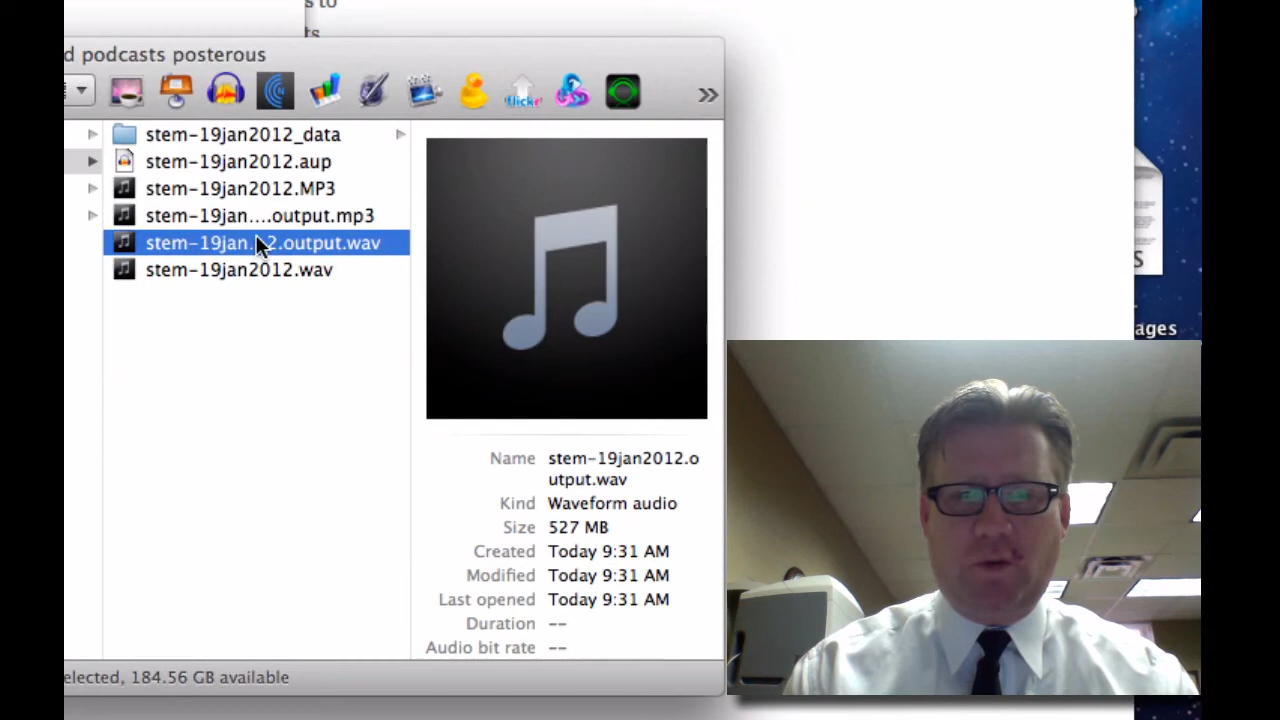 s to
ts
d podcasts posterous
flickr
stem-19jan2012_data
stem-19jan2012.aup
stem-19jan2012.MP3
stem-19jan....output.mp3
stem-19jan...2.output.wav
stem-19jan2012.wav
Name stem-19jan2012.o
utput.wav
Kind Waveform audio
Size 527 MB
Created Today 9:31 AM
Modified Today 9:31 AM
Last opened Today 9:31 AM
Duration --
Audio bit rate --
elected, 184.56 GB available
S
ages